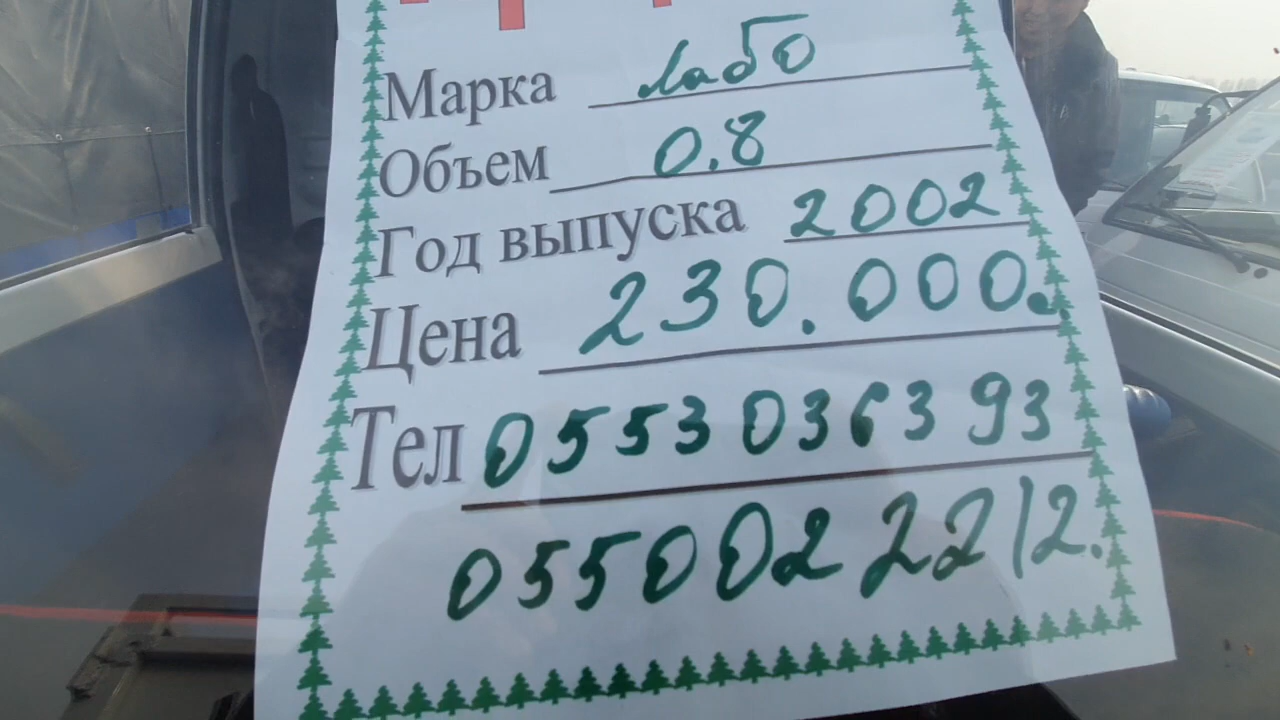 Марка Лабо
Объем 0.8
Год выпуска 2002
Цена 230.000.
Тел 0553036393
0550022212.